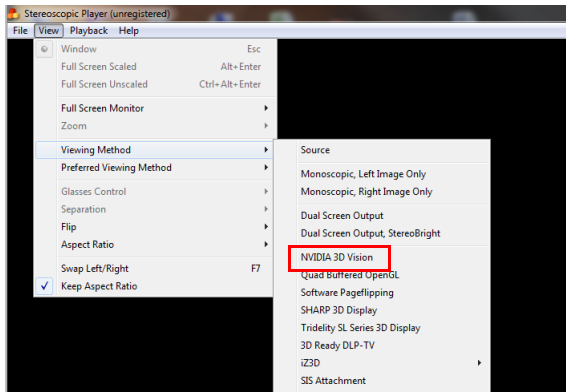 Stereoscopic Player (unregistered)
File View Playback Help
Window Esc
Full Screen Scaled Alt+Enter
Full Screen Unscaled Ctrl+Alt+Enter
Full Screen Monitor
Zoom
Viewing Method
Preferred Viewing Method
Glasses Control
Separation
Flip
Aspect Ratio
Swap Left/Right F7
Keep Aspect Ratio
Source
Monoscopic, Left Image Only
Monoscopic, Right Image Only
Dual Screen Output
Dual Screen Output, StereoBright
NVIDIA 3D Vision
Quad Buffered OpenGL
Software Pageflipping
SHARP 3D Display
Tridelity SL Series 3D Display
3D Ready DLP-TV
iZ3D
SIS Attachment